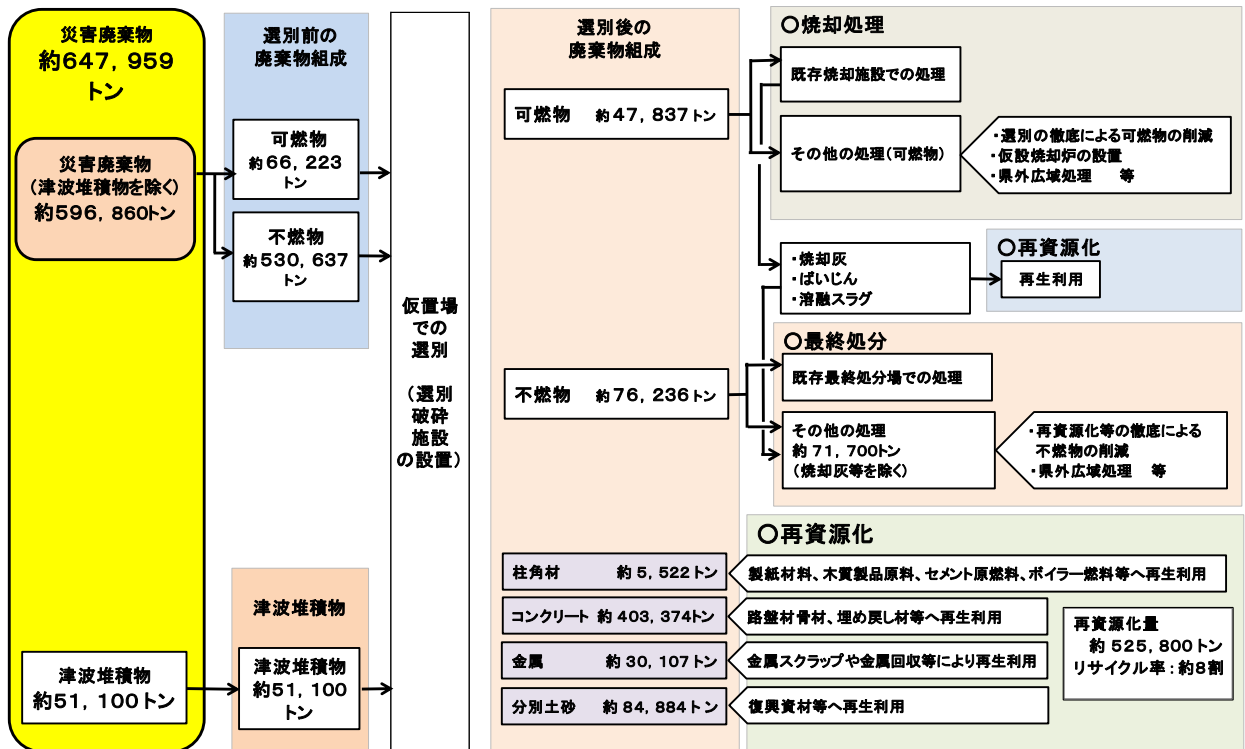 災害廃棄物
約647，959
トン
災害廃棄物
（津波堆積物を除く）
約596，860トン
津波堆積物
約51，100トン
選別前の
廃棄物組成
可燃物
約66，223
トン
不燃物
約530，637
トン
津波堆積物
津波堆積物
約51，100
トン
仮置場
での
選別
（選別
破砕
施設
の設置）
選別後の
廃棄物組成
可燃物　約47，837トン
不燃物　約76，236トン
柱角材　約5，522トン
コンクリート 約403，374トン
金属　約30，107トン
分別土砂　約84，884トン
〇焼却処理
既存焼却施設での処理
その他の処理（可燃物）
・選別の徹底による可燃物の削減
・仮設焼却炉の設置
・県外広域処理　等
・焼却灰
・ばいじん
・溶融スラグ
〇再資源化
再生利用
〇最終処分
既存最終処分場での処理
その他の処理
約71，700トン
（焼却灰等を除く）
・再資源化等の徹底による
不燃物の削減
・県外広域処理　等
〇再資源化
製紙材料、木質製品原料、セメント原燃料、ボイラー燃料等へ再生利用
路盤材骨材、埋め戻し材等へ再生利用
金属スクラップや金属回収等により再生利用
復興資材等へ再生利用
再資源化量
約525，800トン
リサイクル率：約8割